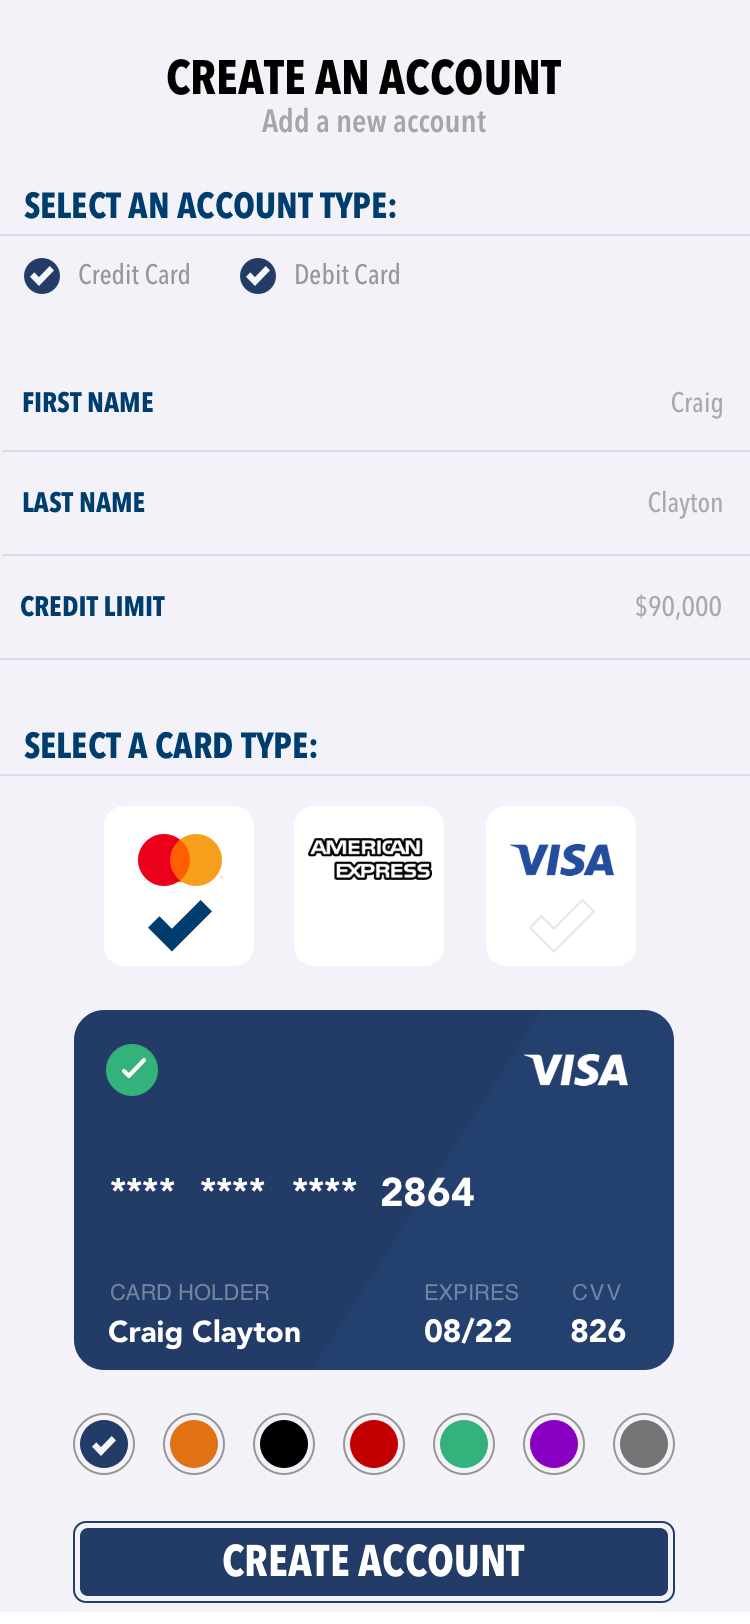 CREATE AN ACCOUNT
Add a new account
SELECT AN ACCOUNT TYPE:
Credit Card Debit Card
FIRST NAME Craig
LAST NAME Clayton
CREDIT LIMIT $90,000
SELECT A CARD TYPE:
AMERICAN
EXPRESS
VISA
VISA
**** **** **** 2864
CARD HOLDER EXPIRES CVV
Craig Clayton 08/22 826
CREATE ACCOUNT